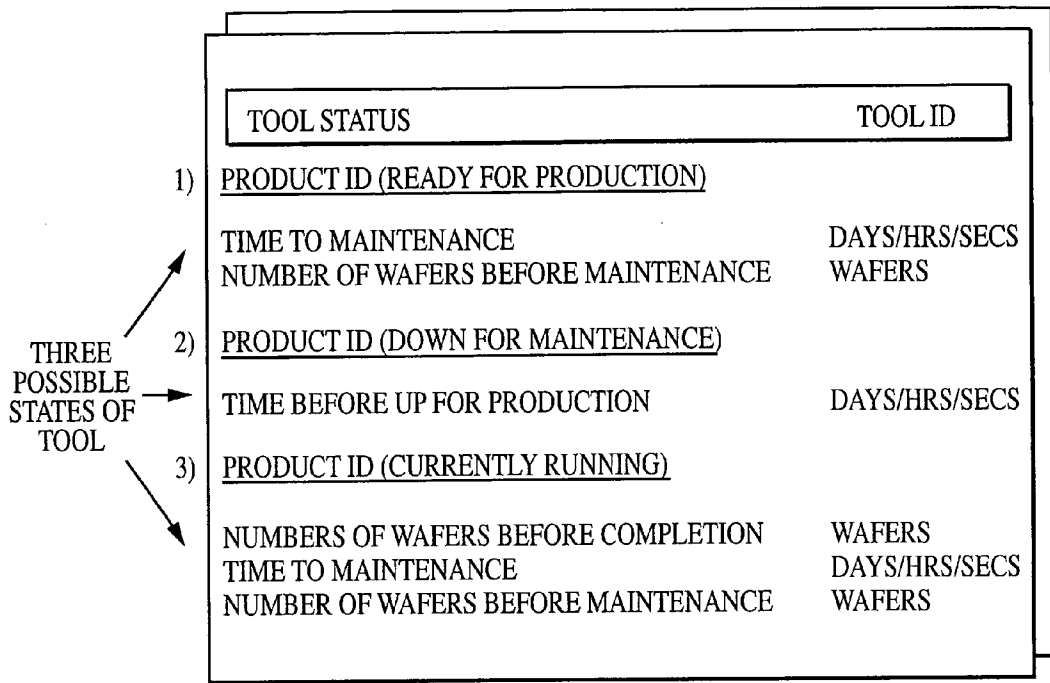 TOOL STATUS TOOL ID
1) PRODUCT ID (READY FOR PRODUCTION)
TIME TO MAINTENANCE DAYS/HRS/SECS
NUMBER OF WAFERS BEFORE MAINTENANCE WAFERS
2) PRODUCT ID (DOWN FOR MAINTENANCE)
TIME BEFORE UP FOR PRODUCTION DAYS/HRS/SECS
3) PRODUCT ID (CURRENTLY RUNNING)
NUMBERS OF WAFERS BEFORE COMPLETION WAFERS
TIME TO MAINTENANCE DAYS/HRS/SECS
NUMBER OF WAFERS BEFORE MAINTENANCE WAFERS
THREE
POSSIBLE
STATES OF
TOOL